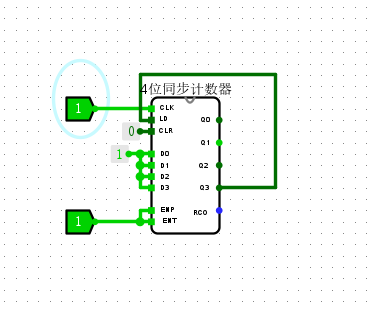 4位同步计数器
1
CLK
LD
Q0
0
CLR
Q1
1
D0
D1
Q2
D2
D3
Q3
ENP
RCO
1
ENT